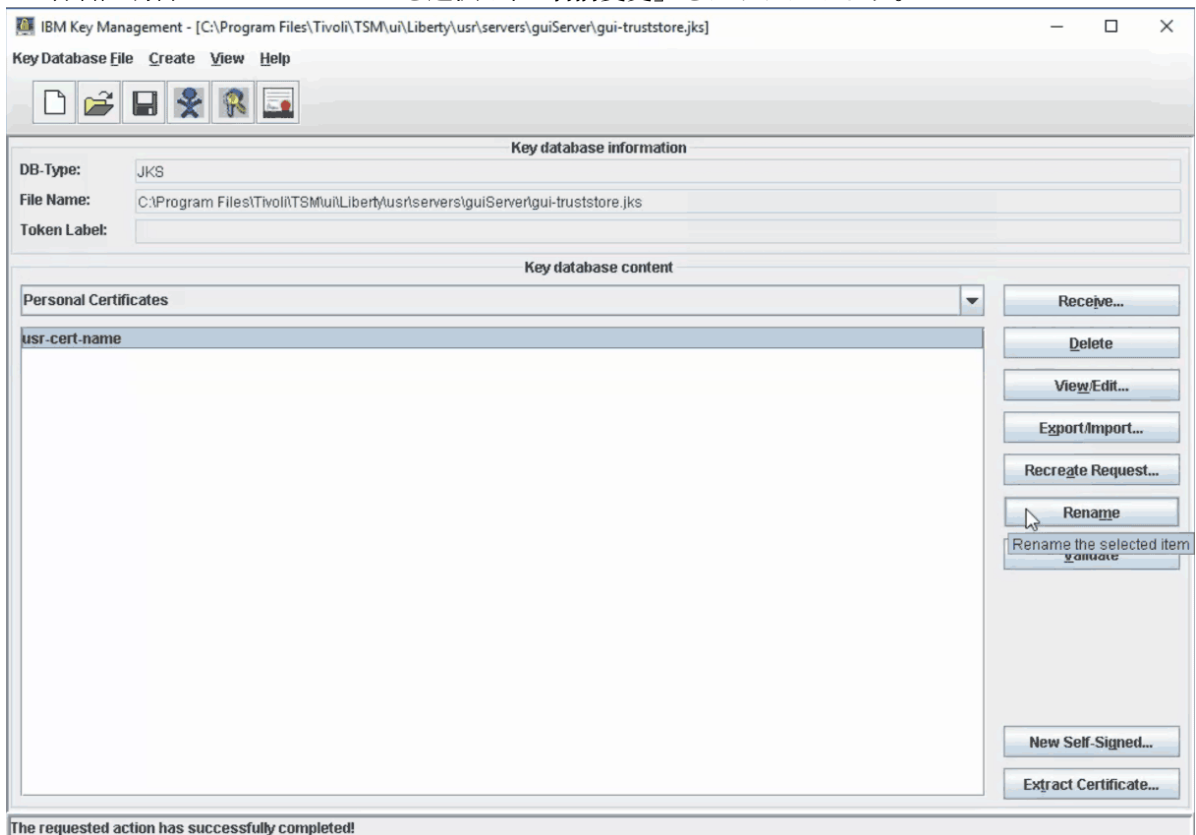 IBM Key Management - [C:\Program Files\Tivoli\TSM\ui\Liberty\usr\servers\guiServer\gui-truststore.jks]
Key Database File Create View Help
Key database information
DB-Type: JKS
File Name: C:\Program Files\Tivoli\TSM\ui\Liberty\usr\servers\guiServer\gui-truststore.jks
Token Label:
Key database content
Personal Certificates
Receive...
usr-cert-name
Delete
View/Edit...
Export/Import...
Recreate Request...
Rename
Rename the selected item
Validate
New Self-Signed...
Extract Certificate...
The requested action has successfully completed!